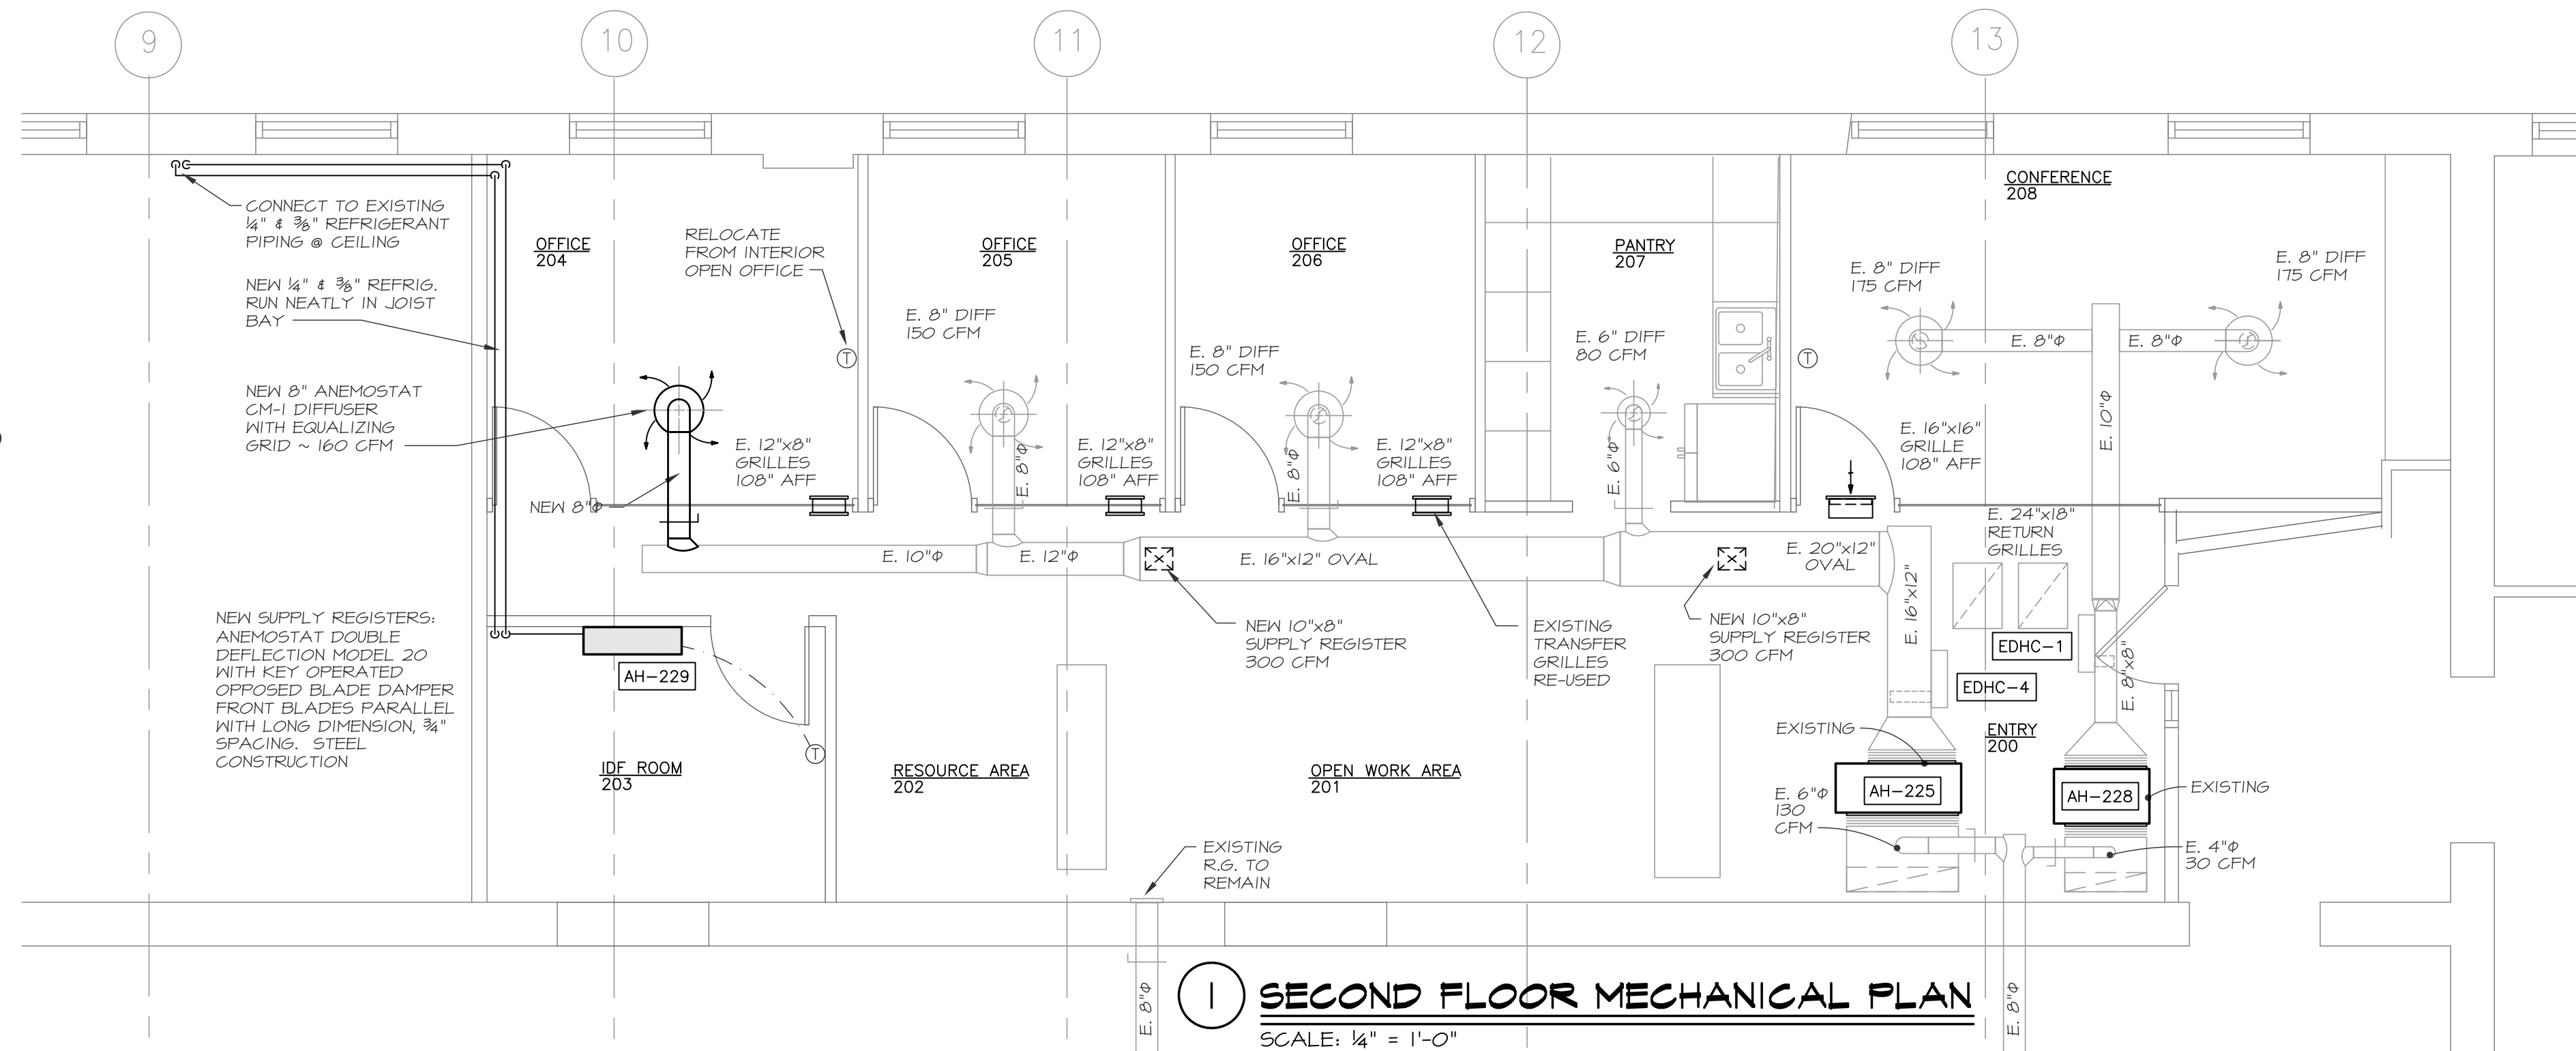 9
10
11
12
13
CONNECT TO EXISTING
¼" & ⅜" REFRIGERANT
PIPING @ CEILING
NEW ¼" & ⅜" REFRIG.
RUN NEATLY IN JOIST
BAY
NEW 8" ANEMOSTAT
CM-1 DIFFUSER
WITH EQUALIZING
GRID ~ 160 CFM
NEW 8"Φ
NEW SUPPLY REGISTERS:
ANEMOSTAT DOUBLE
DEFLECTION MODEL 20
WITH KEY OPERATED
OPPOSED BLADE DAMPER
FRONT BLADES PARALLEL
WITH LONG DIMENSION, ¾"
SPACING. STEEL
CONSTRUCTION
OFFICE
204
RELOCATE
FROM INTERIOR
OPEN OFFICE
T
E. 12"x8"
GRILLES
108" AFF
OFFICE
205
E. 8" DIFF
150 CFM
E. 8"Φ
E. 12"x8"
GRILLES
108" AFF
OFFICE
206
E. 8" DIFF
150 CFM
E. 8"Φ
E. 12"x8"
GRILLES
108" AFF
PANTRY
207
E. 6" DIFF
80 CFM
E. 6"Φ
CONFERENCE
208
E. 8" DIFF
175 CFM
E. 8" DIFF
175 CFM
E. 8"Φ
E. 8"Φ
T
E. 10"Φ
E. 16"x16"
GRILLE
108" AFF
E. 24"x18"
RETURN
GRILLES
E. 10"Φ
E. 12"Φ
E. 16"x12" OVAL
E. 20"x12"
OVAL
E. 16"x12"
NEW 10"x8"
SUPPLY REGISTER
300 CFM
EXISTING
TRANSFER
GRILLES
RE-USED
NEW 10"x8"
SUPPLY REGISTER
300 CFM
EDHC-1
EDHC-4
E. 8"x8"
AH-229
T
IDF ROOM
203
RESOURCE AREA
202
OPEN WORK AREA
201
EXISTING
ENTRY
200
AH-225
AH-228
EXISTING
E. 6"Φ
130
CFM
E. 4"Φ
30 CFM
EXISTING
R.G. TO
REMAIN
E. 8"Φ
E. 8"Φ
1
SECOND FLOOR MECHANICAL PLAN
SCALE: ¼" = 1'-0"